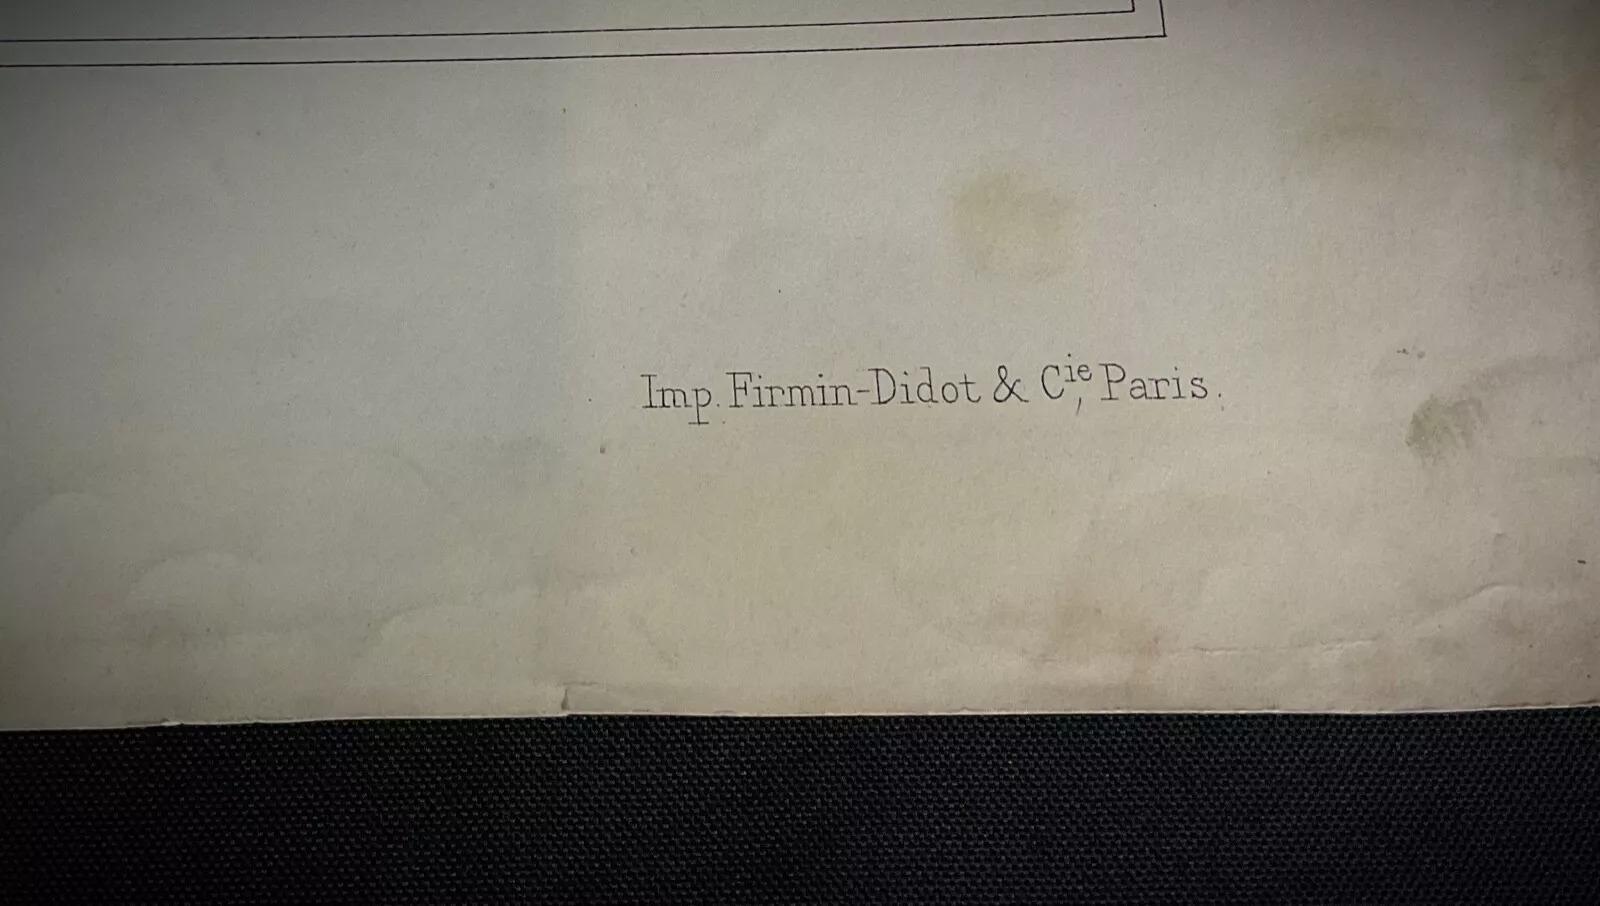 Imp. Firmin-Didot & Cie, Paris.